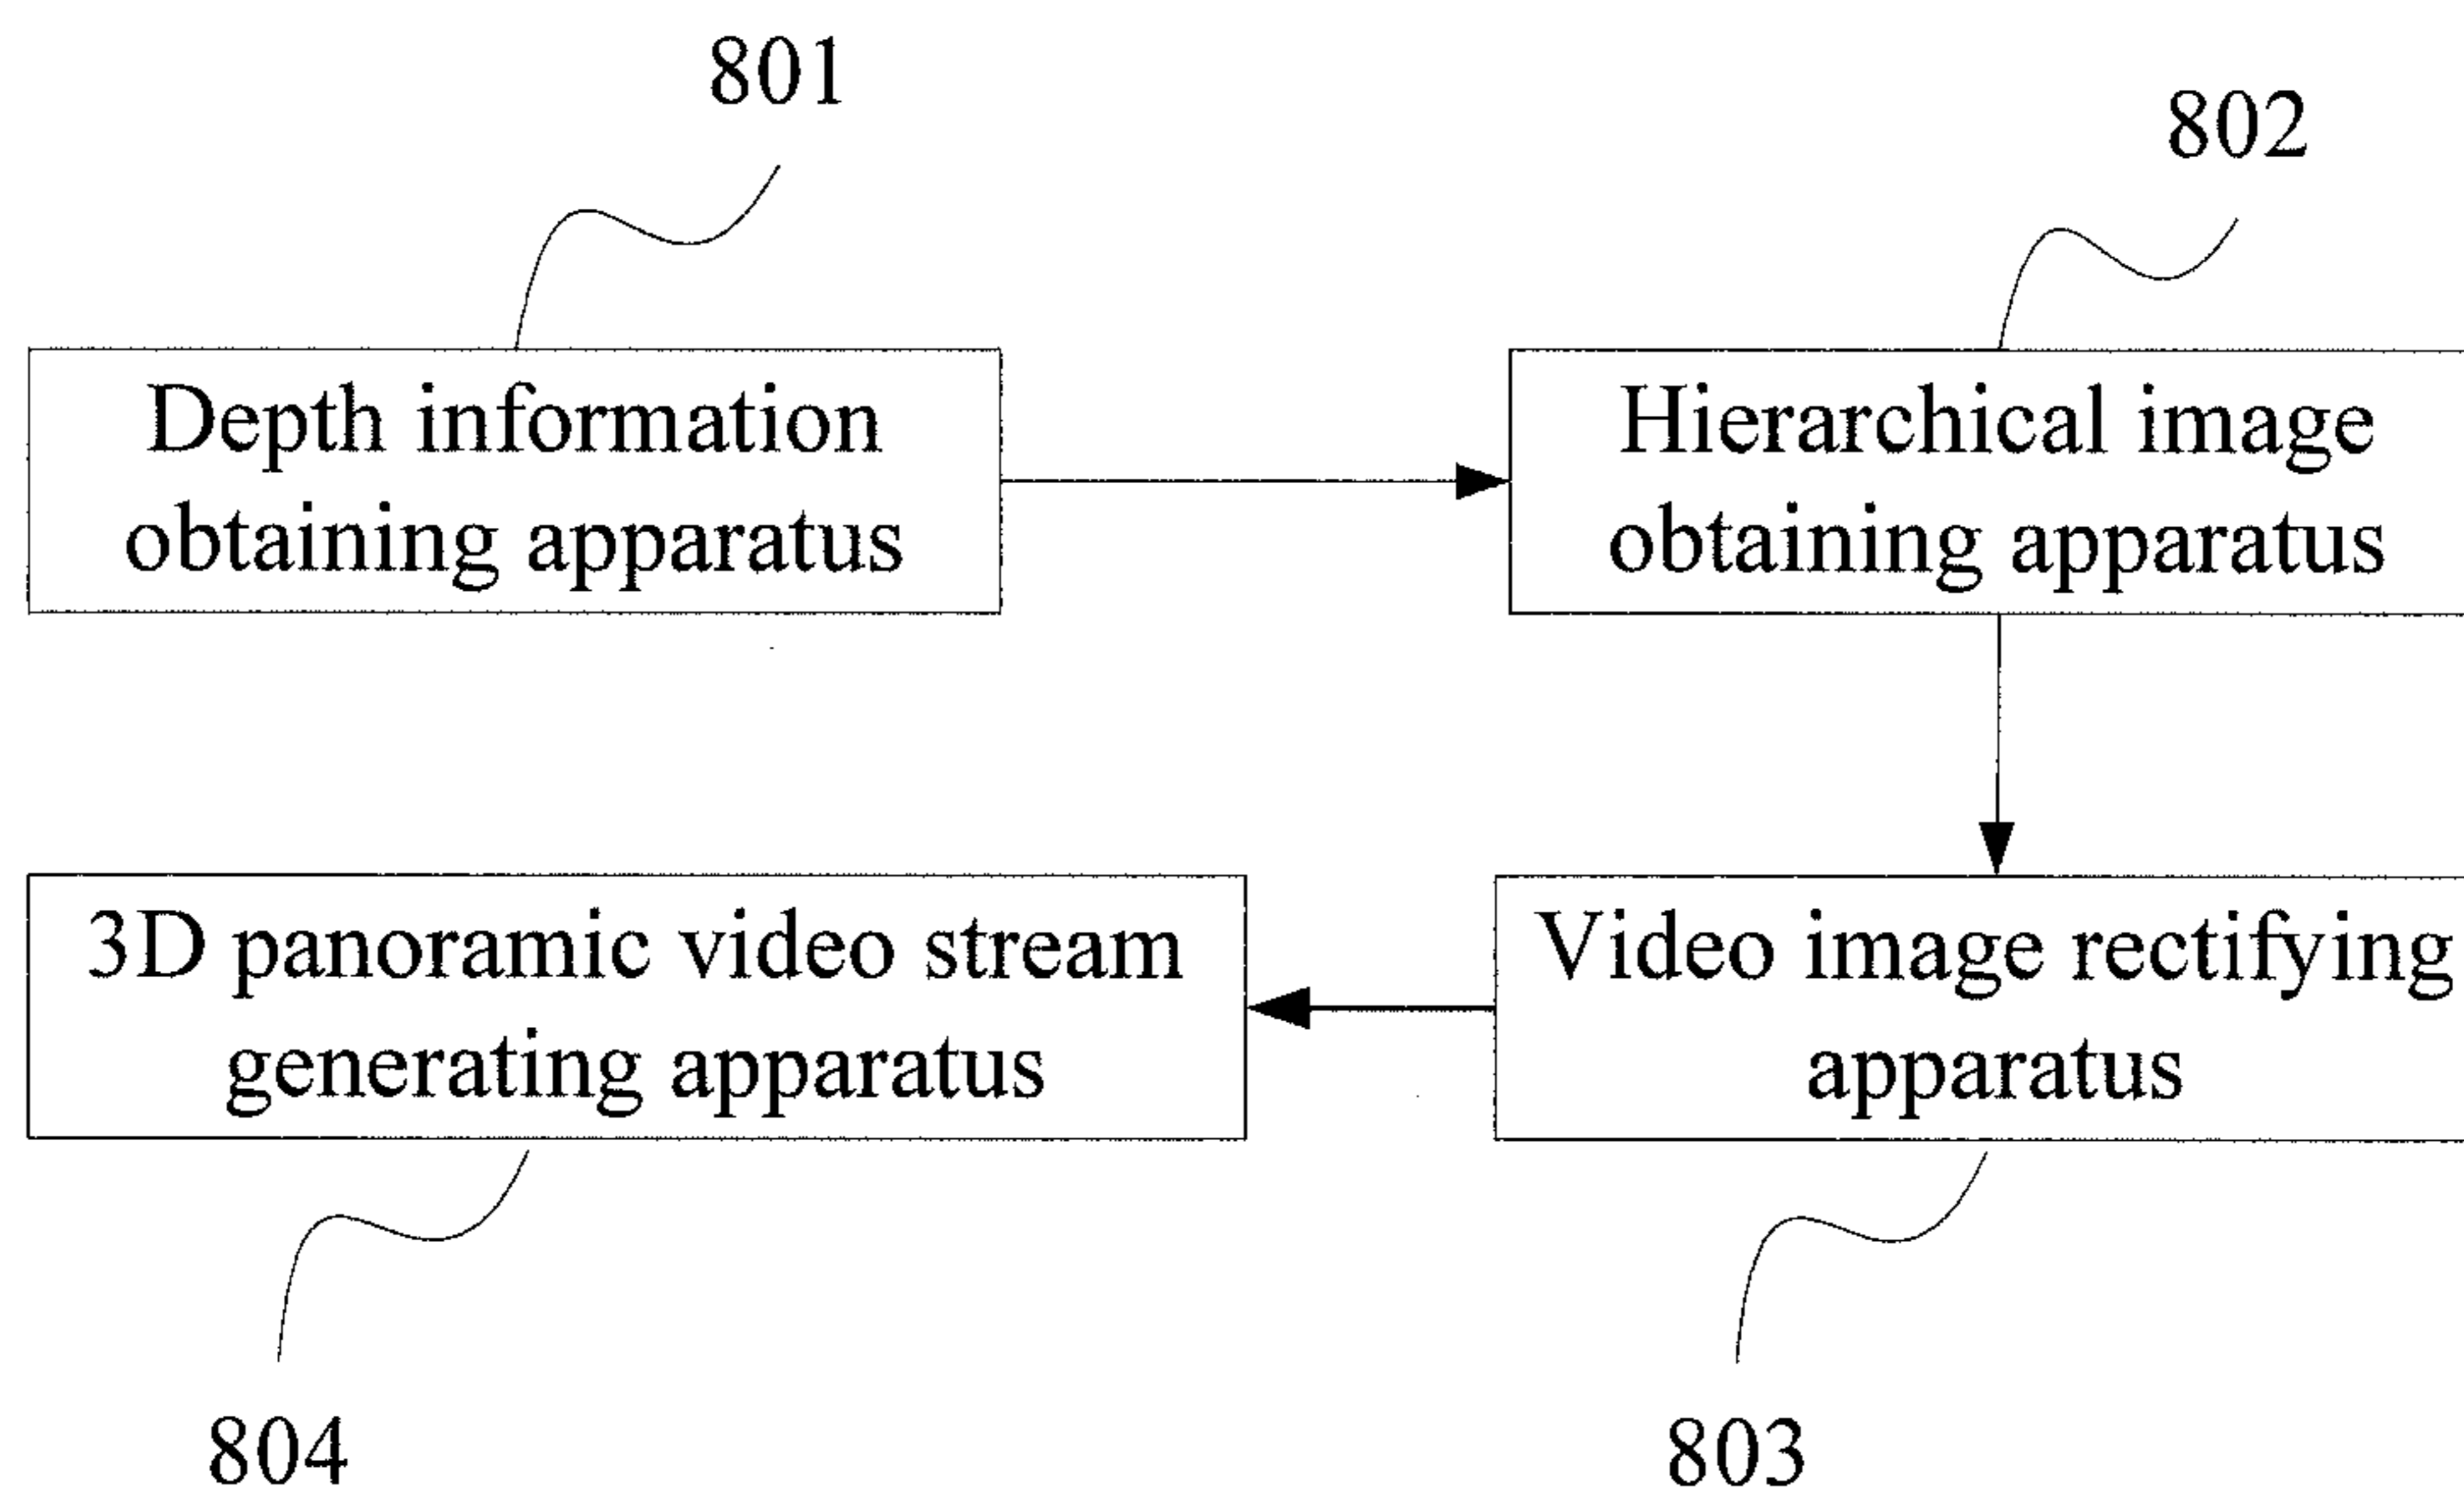 801
802
Depth information
obtaining apparatus
Hierarchical image
obtaining apparatus
3D panoramic video stream
generating apparatus
Video image rectifying
apparatus
804
803